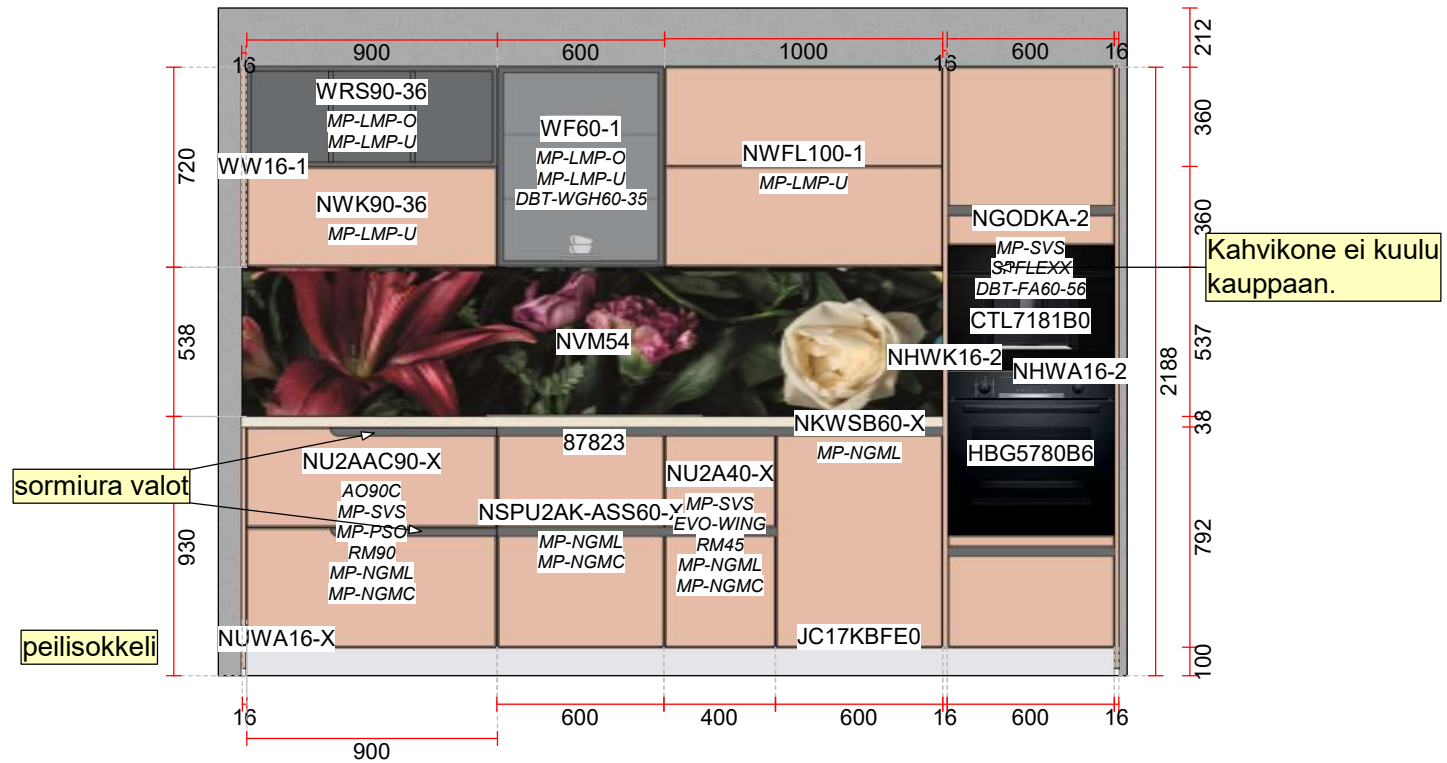 900
600
1000
600
16
16
16
212
WRS90-36
MP-LMP-O
MP-LMP-U
WF60-1
MP-LMP-O
MP-LMP-U
DBT-WGH60-35
NWFL100-1
MP-LMP-U
360
720
WW16-1
NWK90-36
MP-LMP-U
NGODKA-2
MP-SVS
SPFLEXX
DBT-FA60-56
360
Kahvikone ei kuulu
kauppaan.
CTL7181B0
538
NVM54
NHWK16-2
NHWA16-2
537
2188
38
NKWSB60-X
MP-NGML
87823
HBG5780B6
sormiura valot
NU2AAC90-X
AO90C
MP-SVS
MP-PSO
RM90
MP-NGML
MP-NGMC
NSPU2AK-ASS60-X
MP-NGML
MP-NGMC
NU2A40-X
MP-SVS
EVO-WING
RM45
MP-NGML
MP-NGMC
930
792
peilisokkeli
NUWA16-X
JC17KBFE0
100
16
600
400
600
16
600
16
900